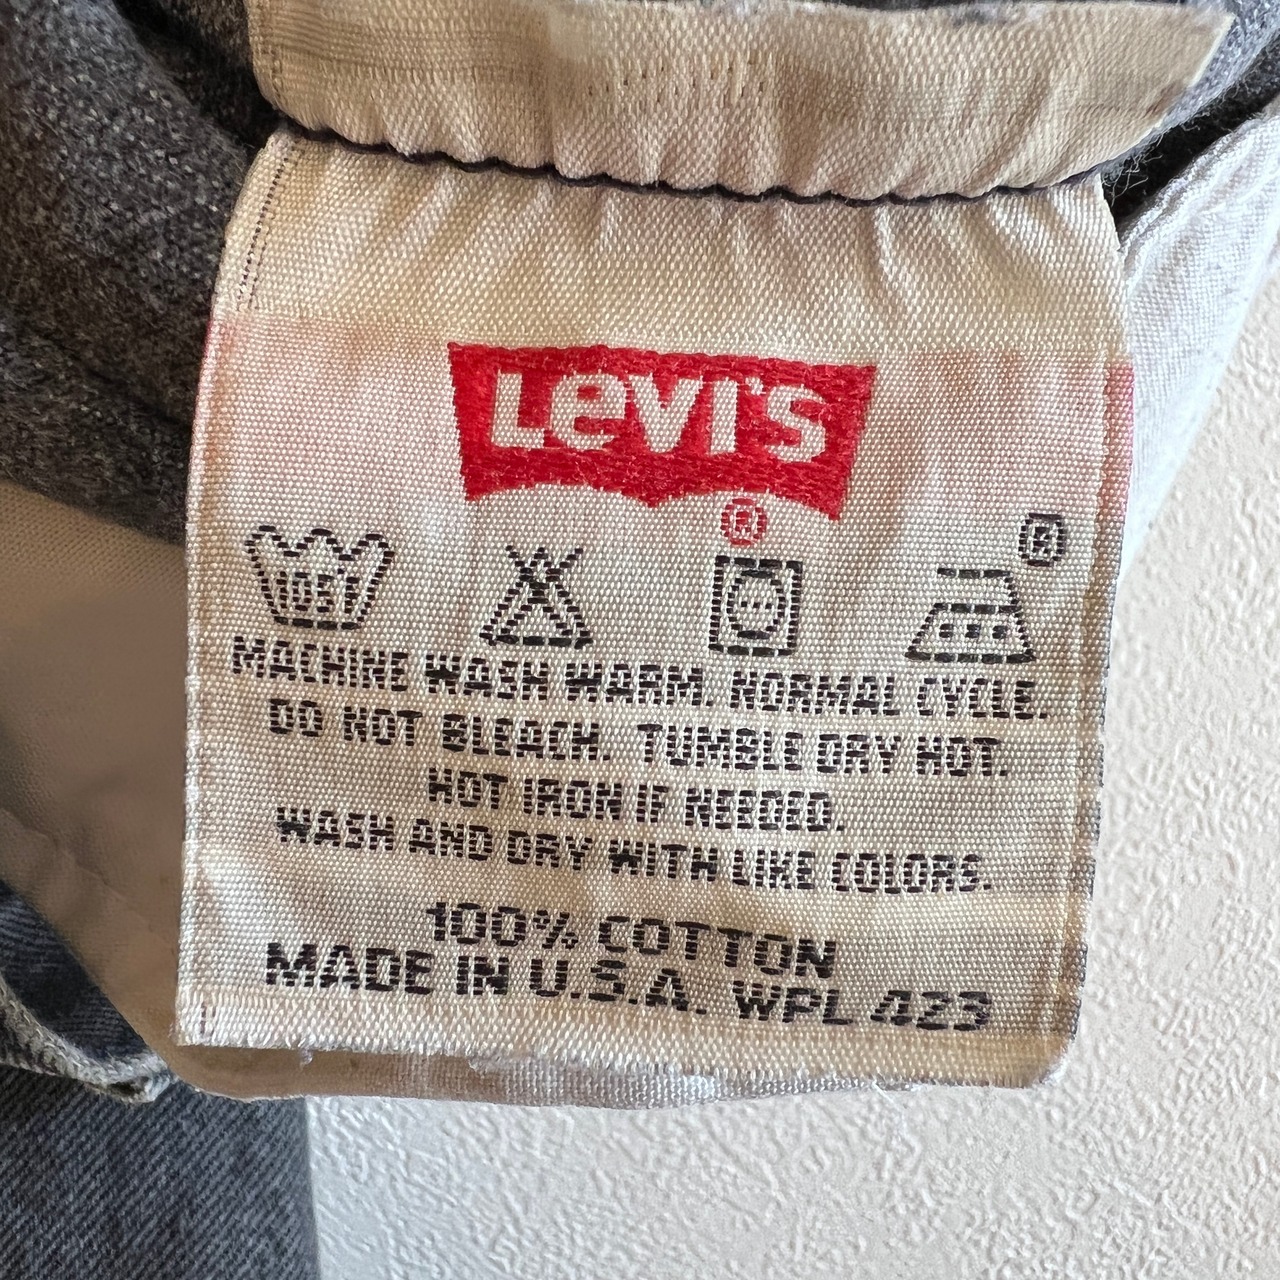 LEVI'S
®
®
105F
MACHINE WASH WARM. NORMAL CYCLE.
DO NOT BLEACH. TUMBLE DRY HOT.
HOT IRON IF NEEDED.
WASH AND DRY WITH LIKE COLORS.
100% COTTON
MADE IN U.S.A. WPL 423